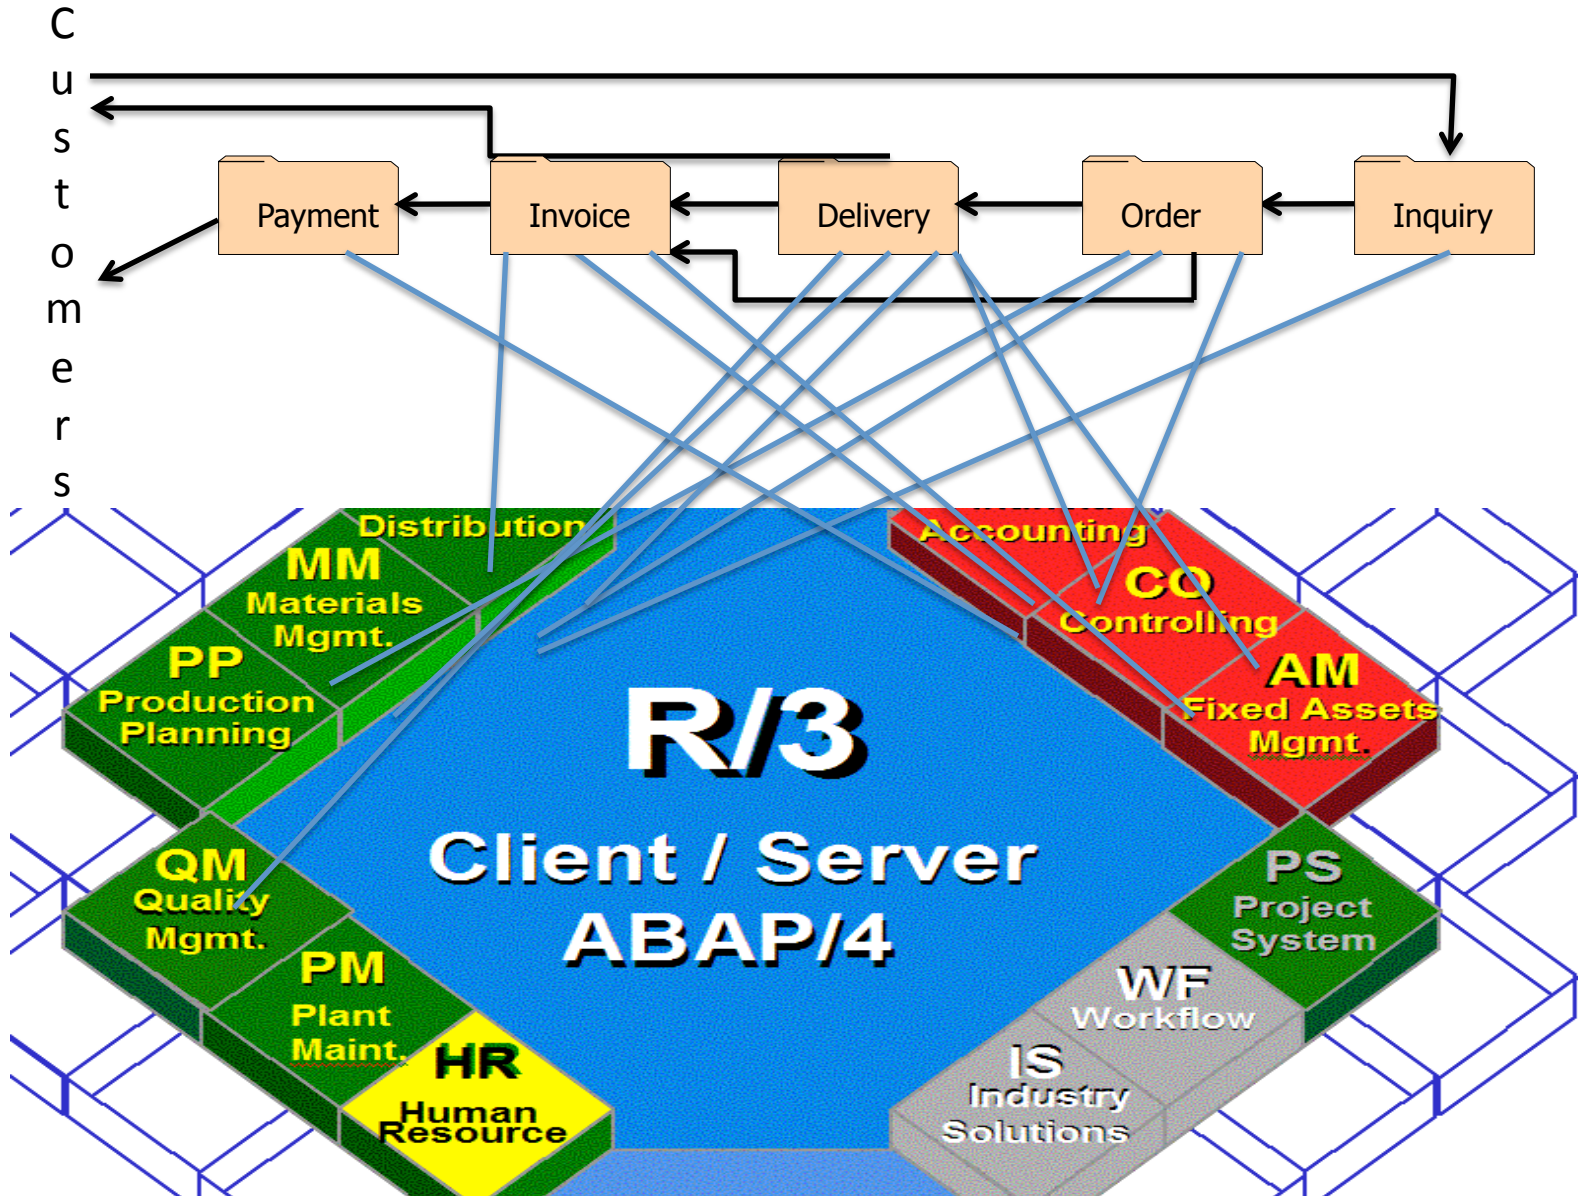 C
u
s
t
o
m
e
r
s
Payment
Invoice
Delivery
Order
Inquiry
Distribution
MM
Materials
Mgmt.
PP
Production
Planning
Accounting
CO
Controlling
AM
Fixed Assets
Mgmt.
R/3
Client / Server
ABAP/4
QM
Quality
Mgmt.
PM
Plant
Maint.
HR
Human
Resource
PS
Project
System
WF
Workflow
IS
Industry
Solutions